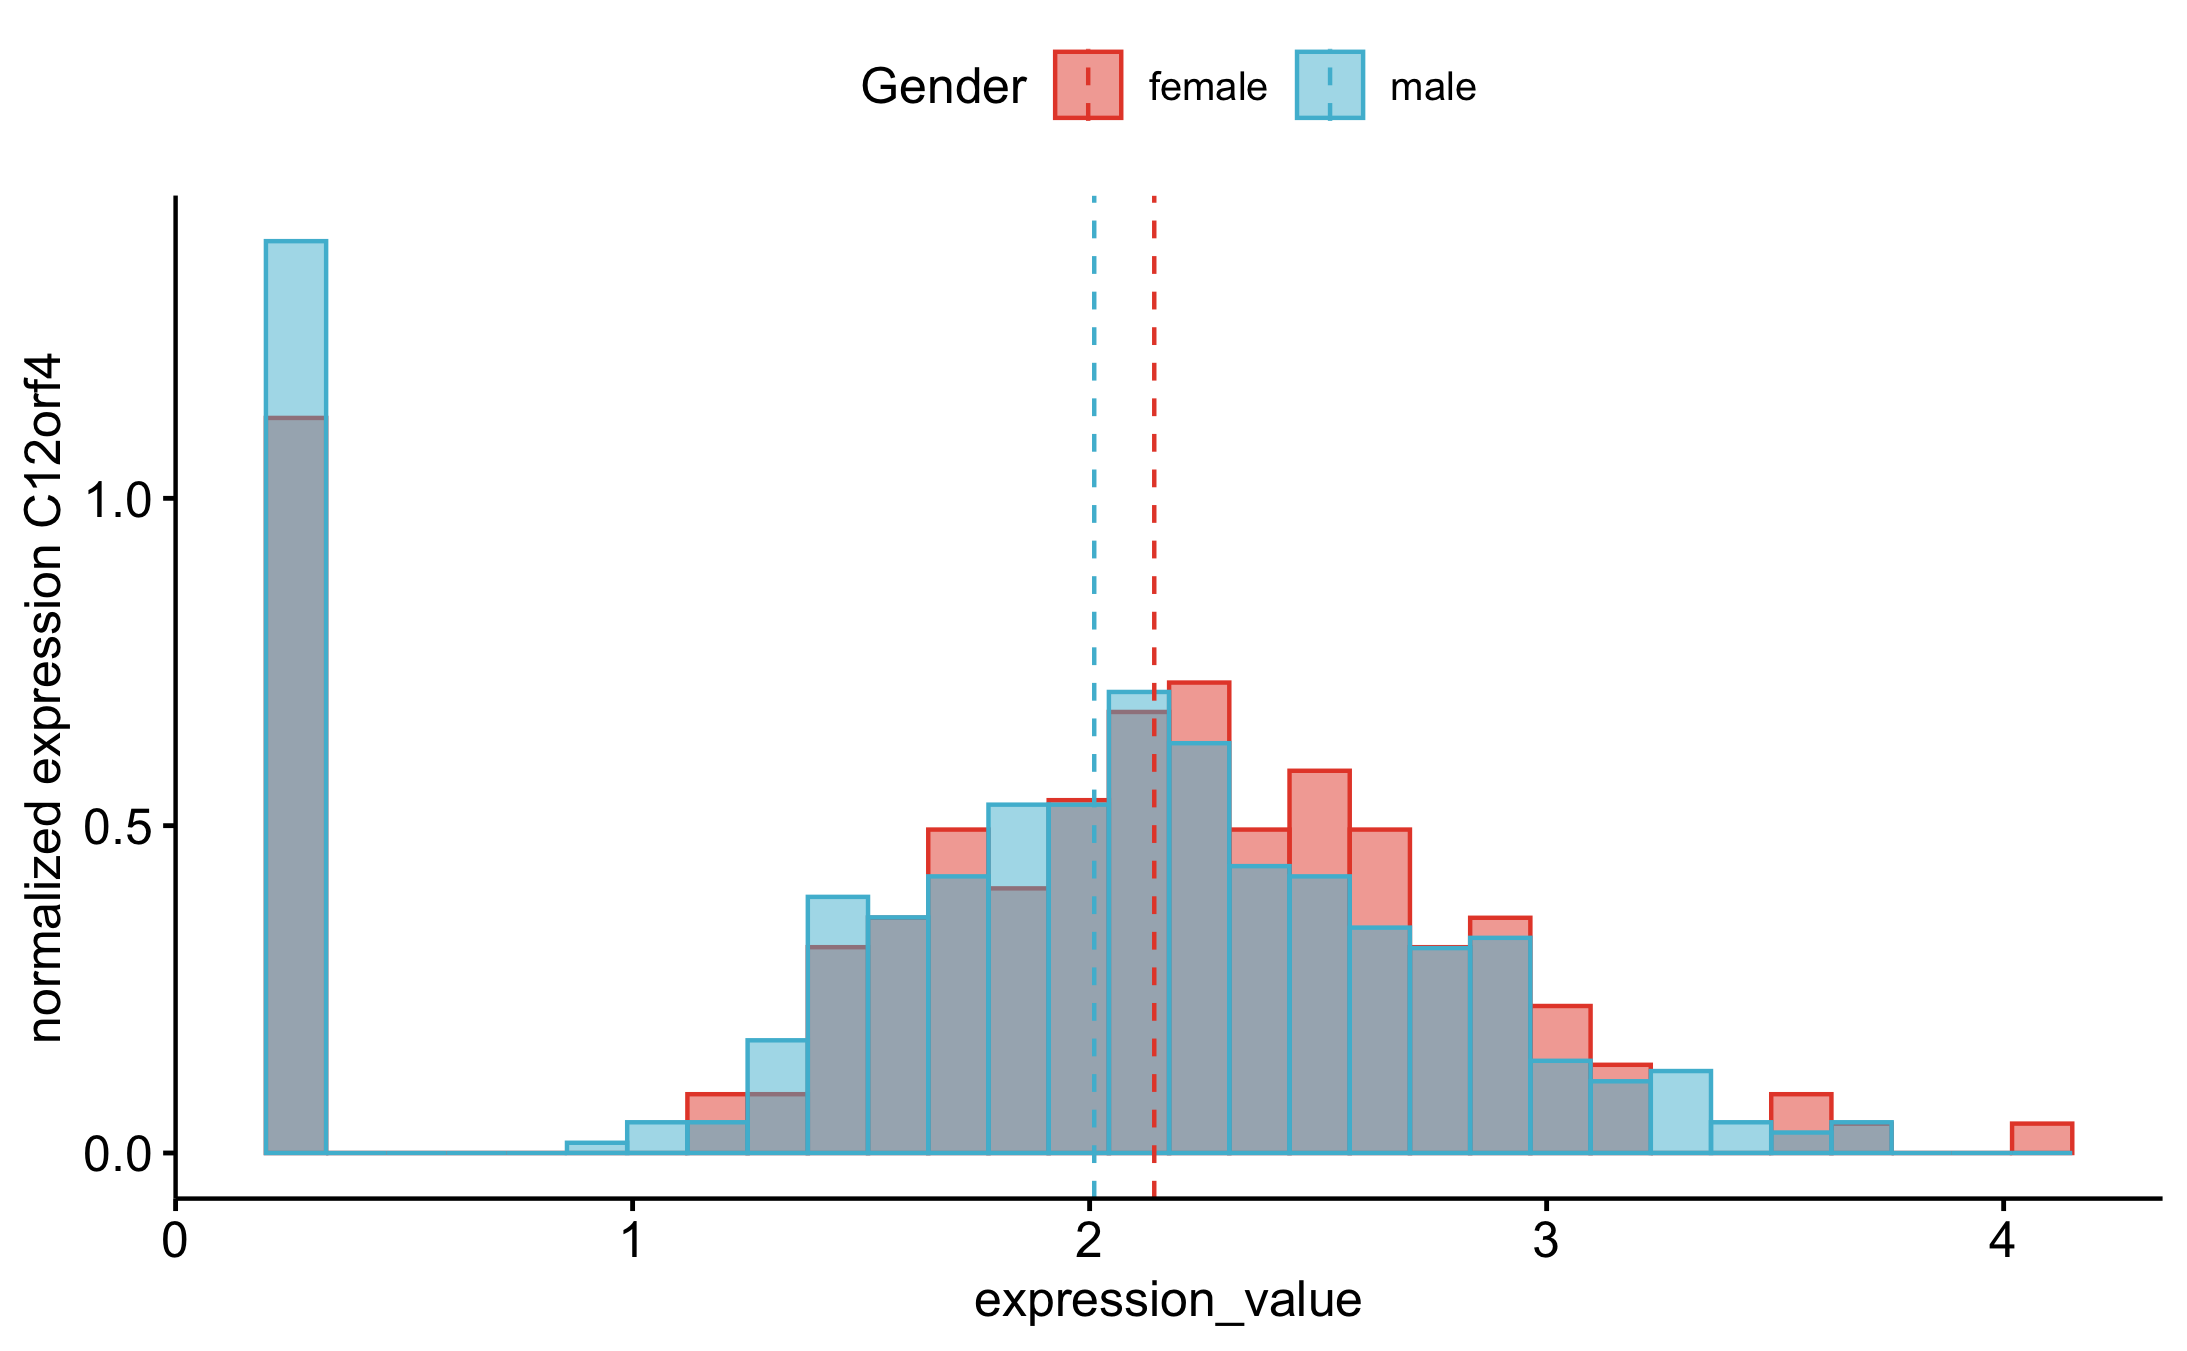 Gender female male
normalized expression C12orf4
1.0
0.5
0.0
0 1 2 3 4
expression_value